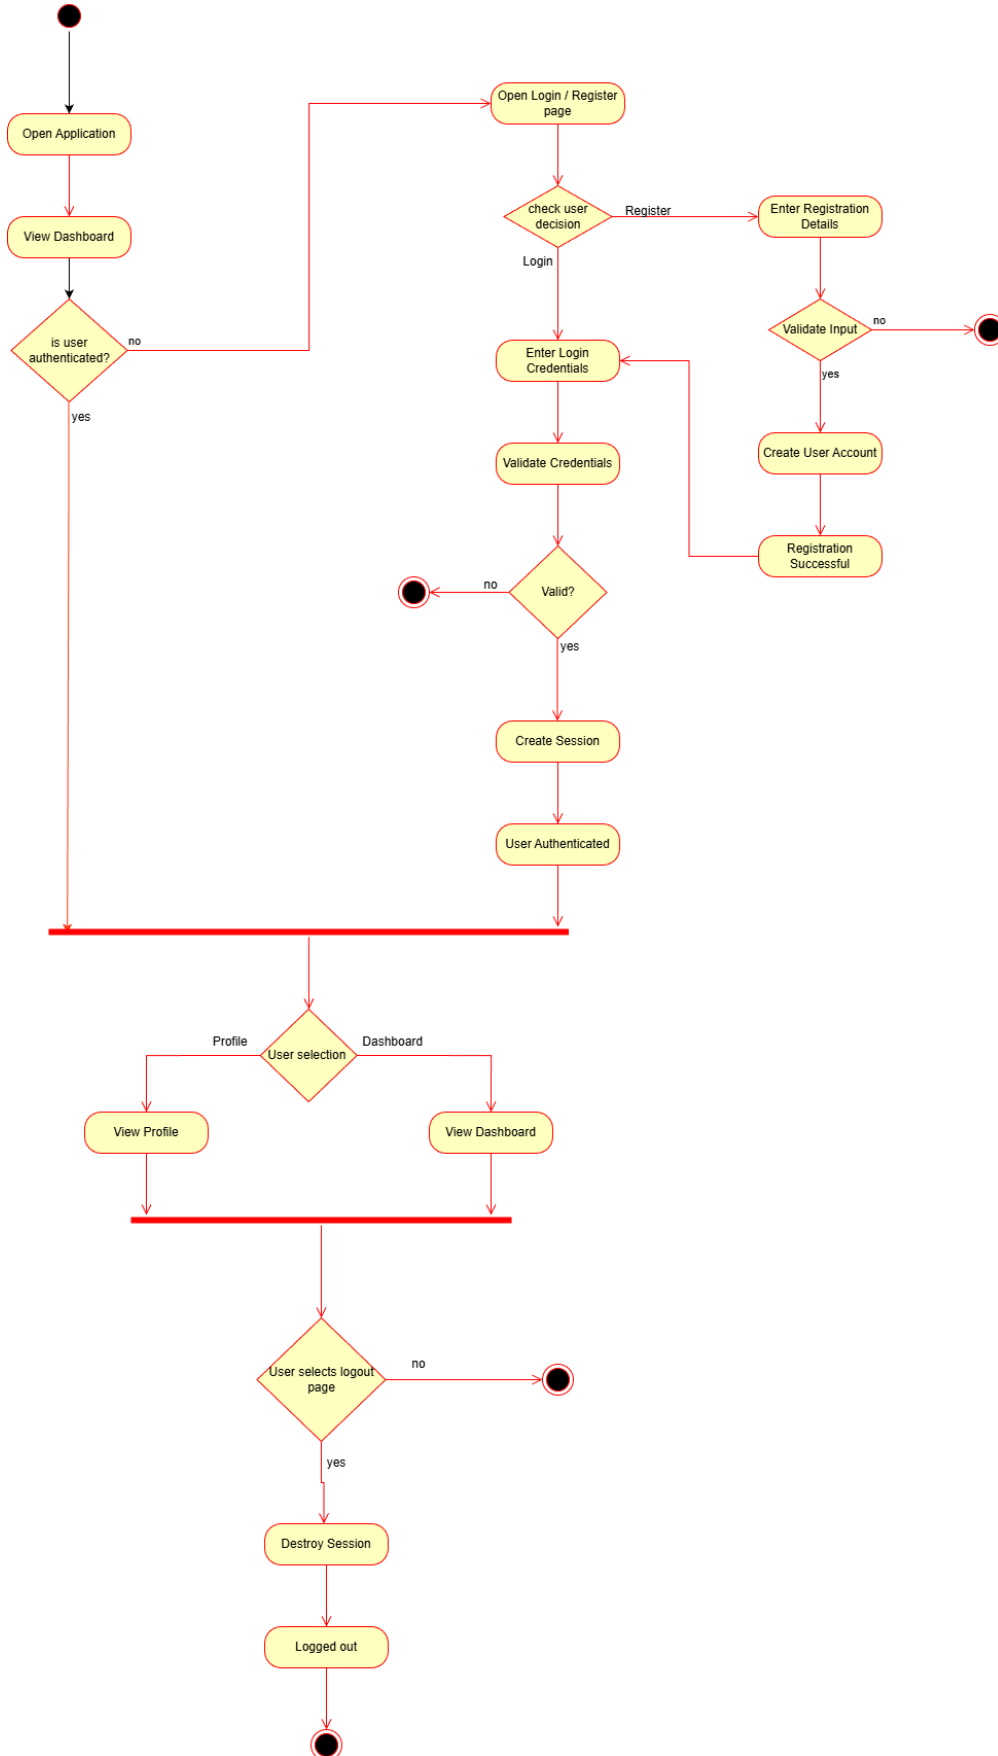 Open Application
View Dashboard
is user
authenticated?
no
yes
Open Login / Register
page
check user
decision
Register
Login
Enter Registration
Details
Validate Input
no
yes
Create User Account
Registration
Successful
Enter Login
Credentials
Validate Credentials
Valid?
no
yes
Create Session
User Authenticated
User selection
Profile
Dashboard
View Profile
View Dashboard
User selects logout
page
no
yes
Destroy Session
Logged out